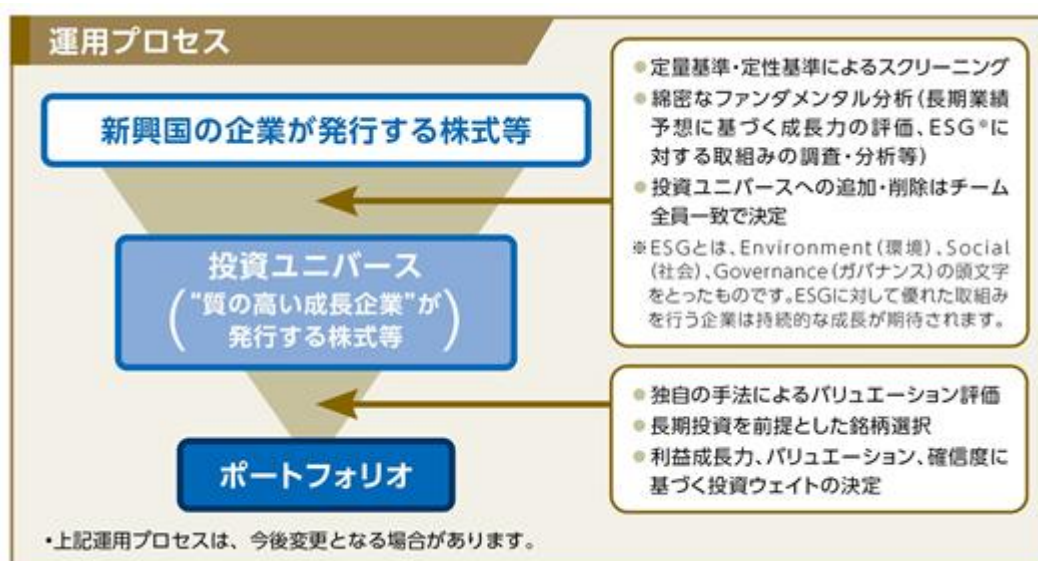 運用プロセス
新興国の企業が発行する株式等
投資ユニバース
(“質の高い成長企業”が
発行する株式等)
ポートフォリオ
●定量基準・定性基準によるスクリーニング
●綿密なファンダメンタル分析(長期業績
予想に基づく成長力の評価、ESG※に
対する取組みの調査・分析等)
●投資ユニバースへの追加・削除はチーム
全員一致で決定
※ESGとは、Environment(環境)、Social
(社会)、Governance(ガバナンス)の頭文字
をとったものです。ESGに対して優れた取組み
を行う企業は持続的な成長が期待されます。
●独自の手法によるバリュエーション評価
●長期投資を前提とした銘柄選択
●利益成長力、バリュエーション、確信度に
基づく投資ウェイトの決定
・上記運用プロセスは、今後変更となる場合があります。